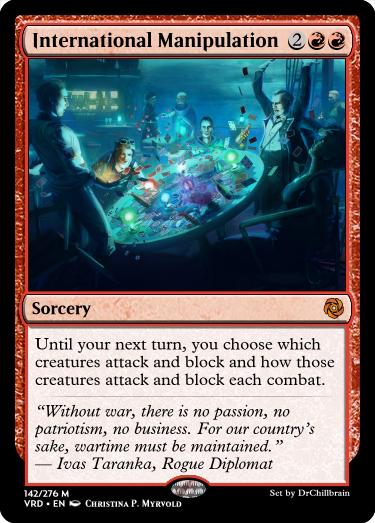 International Manipulation 2
Sorcery
Until your next turn, you choose which
creatures attack and block and how those
creatures attack and block each combat.
“Without war, there is no passion, no
patriotism, no business. For our country’s
sake, wartime must be maintained.”
— Ivas Taranka, Rogue Diplomat
142/276 M
VRD • EN Christina P. Myrvold
Set by DrChillbrain